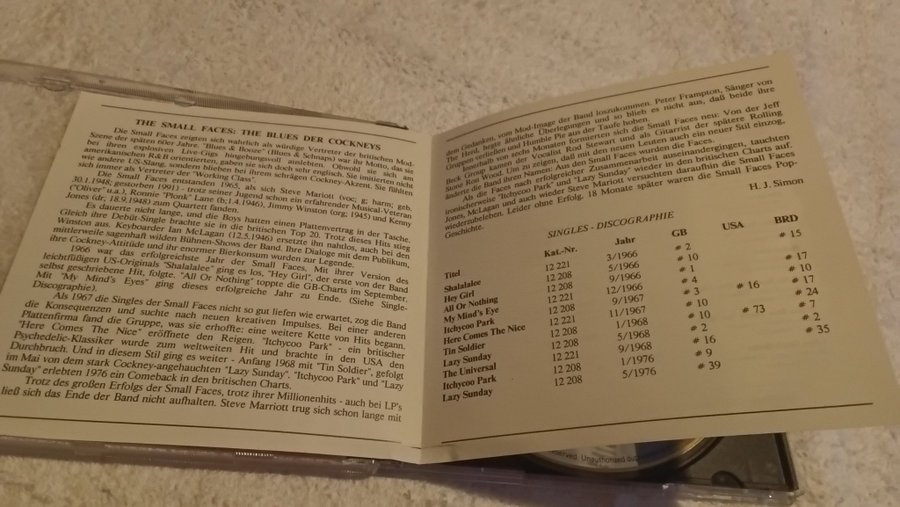 THE SMALL FACES: THE BLUES DER COCKNEYS
Die Small Faces zeigten sich wahrlich als würdige Vertreter der britischen Mod-
Szene der späten 60er Jahre. "Blues & Booze" (Blues & Schnaps) war ihr Motto, das sie
bei ihren explosiven Live-Gigs hingebungsvoll auslebten. Obwohl sie sich am
amerikanischen R&B orientierten, gaben sie sich doch sehr englisch. Sie imitierten nicht
wie andere US-Slang, sondern blieben bei ihrem schrägen Cockney-Akzent. Sie fühlten
sich immer als Vertreter der "Working Class".
Die Small Faces entstanden 1965, als sich Steve Marriott (voc; g; harm; geb.
30.1.1948; gestorben 1991) - trotz seiner Jugend schon ein erfahrender Musical-Veteran
("Oliver" u.a.), Ronnie "Plonk" Lane (b;1.4.1946), Jimmy Winston (org; 1945) und Kenny
Jones (dr, 18.9.1948) zum Quartett fanden.
Es dauerte nicht lange, und die Boys hatten einen Plattenvertrag in der Tasche.
Gleich ihre Debüt-Single brachte sie in die britischen Top 20. Trotz dieses Hits stieg
Winston aus. Keyboarder Ian McLagan (12.5.1946) ersetzte ihn nahtlos, auch bei den
mittlerweile sagenhaft wilden Bühnen-Shows der Band. Ihre Dialoge mit dem Publikum,
ihre Cockney-Attitüde und ihr enormer Bierkonsum wurden zur Legende.
1966 war das erfolgreichste Jahr der Small Faces. Mit ihrer Version des
leichtfüßigen US-Originals "Shalalalee" ging es los, "Hey Girl", der erste von der Band
selbst geschriebene Hit, folgte. "All Or Nothing" toppte die GB-Charts im September.
Mit "My Mind's Eyes" ging dieses erfolgreiche Jahr zu Ende. (Siehe Single-
Discographie).
Als 1967 die Singles der Small Faces nicht so gut liefen wie erwartet, zog die Band
die Konsequenzen und suchte nach neuen kreativen Impulses. Bei einer anderen
Plattenfirma fand die Gruppe, was sie erhoffte: eine weitere Kette von Hits begann.
"Here Comes The Nice" eröffnete den Reigen. "Itchycoo Park" - ein britischer
Psychedelic-Klassiker wurde zum weltweiten Hit und brachte in den USA den
Durchbruch. Und in diesem Stil ging es weiter - Anfang 1968 mit "Tin Soldier", gefolgt
im Mai von dem stark Cockney-angehauchten "Lazy Sunday". "Itchycoo Park" und "Lazy
Sunday" erlebten 1976 ein Comeback in den britischen Charts.
Trotz des großen Erfolgs der Small Faces, trotz ihrer Millionenhits - auch bei LP's
ließ sich das Ende der Band nicht aufhalten. Steve Marriott trug sich schon lange mit
dem Gedanken, vom Mod-Image der Band loszukommen. Peter Frampton, Sänger von
The Herd, hegte ähnliche Überlegungen und so blieb es nicht aus, daß beide ihre
Gruppen verließen und Humble Pie aus der Taufe hoben.
Innerhalb von sechs Monaten formierten sich die Small Faces neu: Von der Jeff
Beck Group kamen Vocalist Rod Stewart und als Gitarrist der spätere Rolling
Stone Ron Wood. Um zu zeigen, daß mit den neuen Leuten auch ein neuer Stil einzog,
änderte die Band ihren Namen: Aus den Small Faces wurden die Faces.
Als die Faces nach erfolgreicher Zusammenarbeit auseinandergingen, tauchten
ironischerweise "Itchycoo Park" und "Lazy Sunday" wieder in den britischen Charts auf.
Jones, McLagan und auch wieder Steve Marriott versuchten daraufhin die Small Faces
wiederzubeleben. Leider ohne Erfolg. 18 Monate später waren die Small Faces Pop-
Geschichte.
H. J. Simon
SINGLES - DISCOGRAPHIE
Titel Kat.-Nr. Jahr GB USA BRD
Shalalalee 12 221 3/1966 # 2 # 15
Hey Girl 12 208 5/1966 # 10
All Or Nothing 12 208 9/1966 # 1 # 17
My Mind's Eye 12 221 12/1966 # 4 # 10
Itchycoo Park 12 208 9/1967 # 3 # 16 # 17
Here Comes The Nice 12 221 11/1967 # 10 # 24
Tin Soldier 12 208 1/1968 # 10 # 73 # 7
Lazy Sunday 12 208 5/1968 # 2 # 2
The Universal 12 221 9/1968 # 16 # 35
Itchycoo Park 12 208 1/1976 # 9
Lazy Sunday 12 208 5/1976 # 39